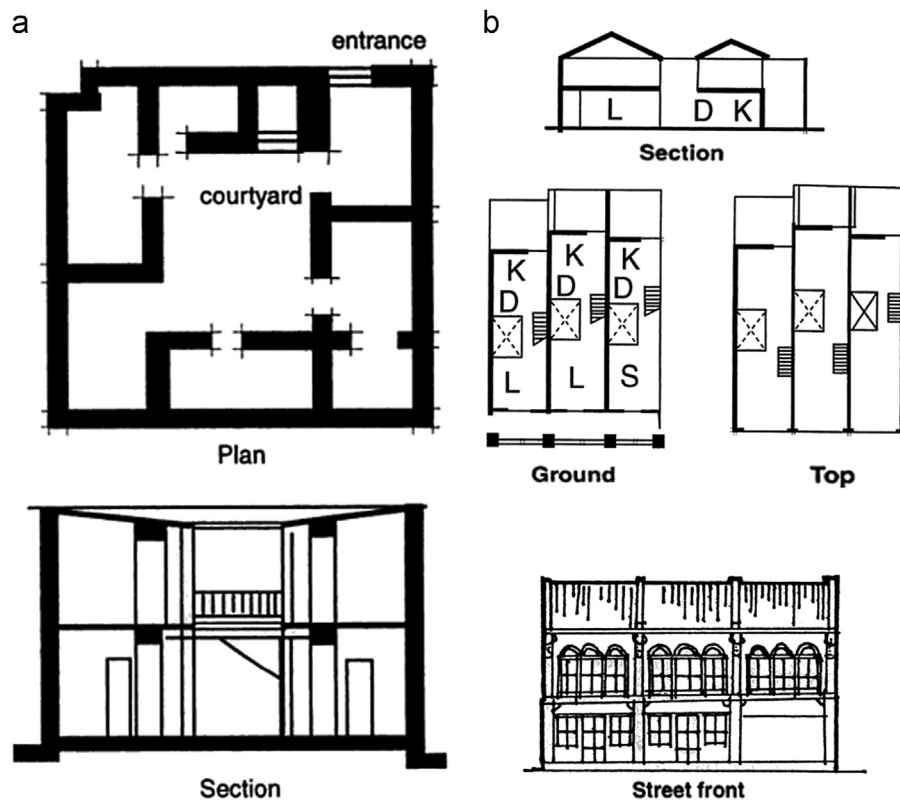 a
entrance
courtyard
Plan
Section
b
L D K
Section
K K K
D D D
L L S
Ground
Top
Street front